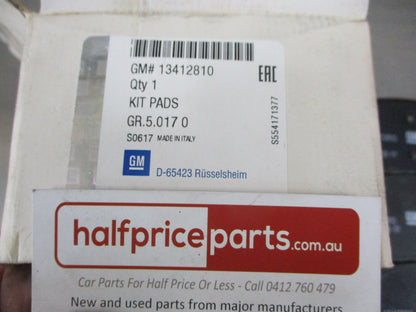 GM# 13412810
Qty 1
KIT PADS
GR.5.017 0
S0617 MADE IN ITALY
EAC
S554171377
GM
D-65423 Rüsselsheim
halfpriceparts.com.au
Car Parts For Half Price Or Less - Call 0412 760 479
New and used parts from major manufacturers